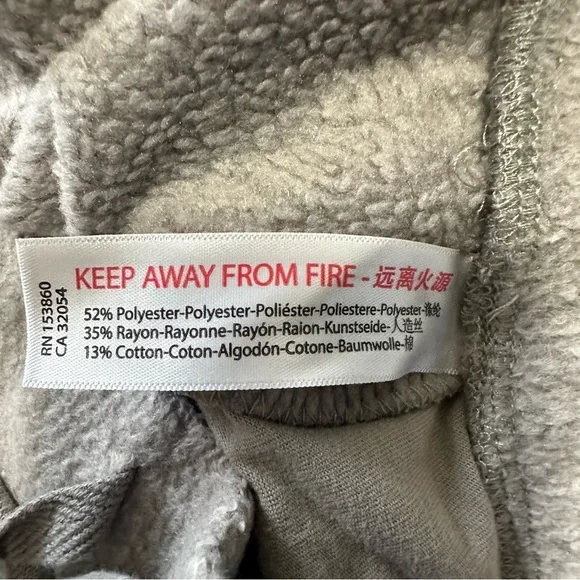 RN 153860
CA 32054
KEEP AWAY FROM FIRE - 远离火源
52% Polyester-Polyester-Poliéster-Poliestere-Polyester-涤纶
35% Rayon-Rayonne-Rayón-Raion-Kunstseide-人造丝
13% Cotton-Coton-Algodón-Cotone-Baumwolle-棉